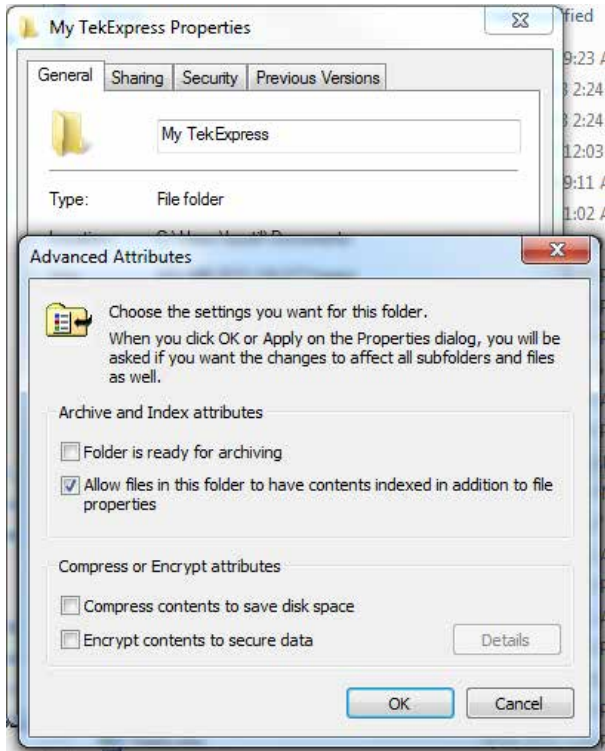 My TekExpress Properties
General Sharing Security Previous Versions
My TekExpress
Type: File folder
Advanced Attributes
Choose the settings you want for this folder.
When you click OK or Apply on the Properties dialog, you will be
asked if you want the changes to affect all subfolders and files
as well.
Archive and Index attributes
Folder is ready for archiving
Allow files in this folder to have contents indexed in addition to file
properties
Compress or Encrypt attributes
Compress contents to save disk space
Encrypt contents to secure data
Details
OK Cancel
9:23 A
2:24
2:24
12:03
9:11 A
1:02 A